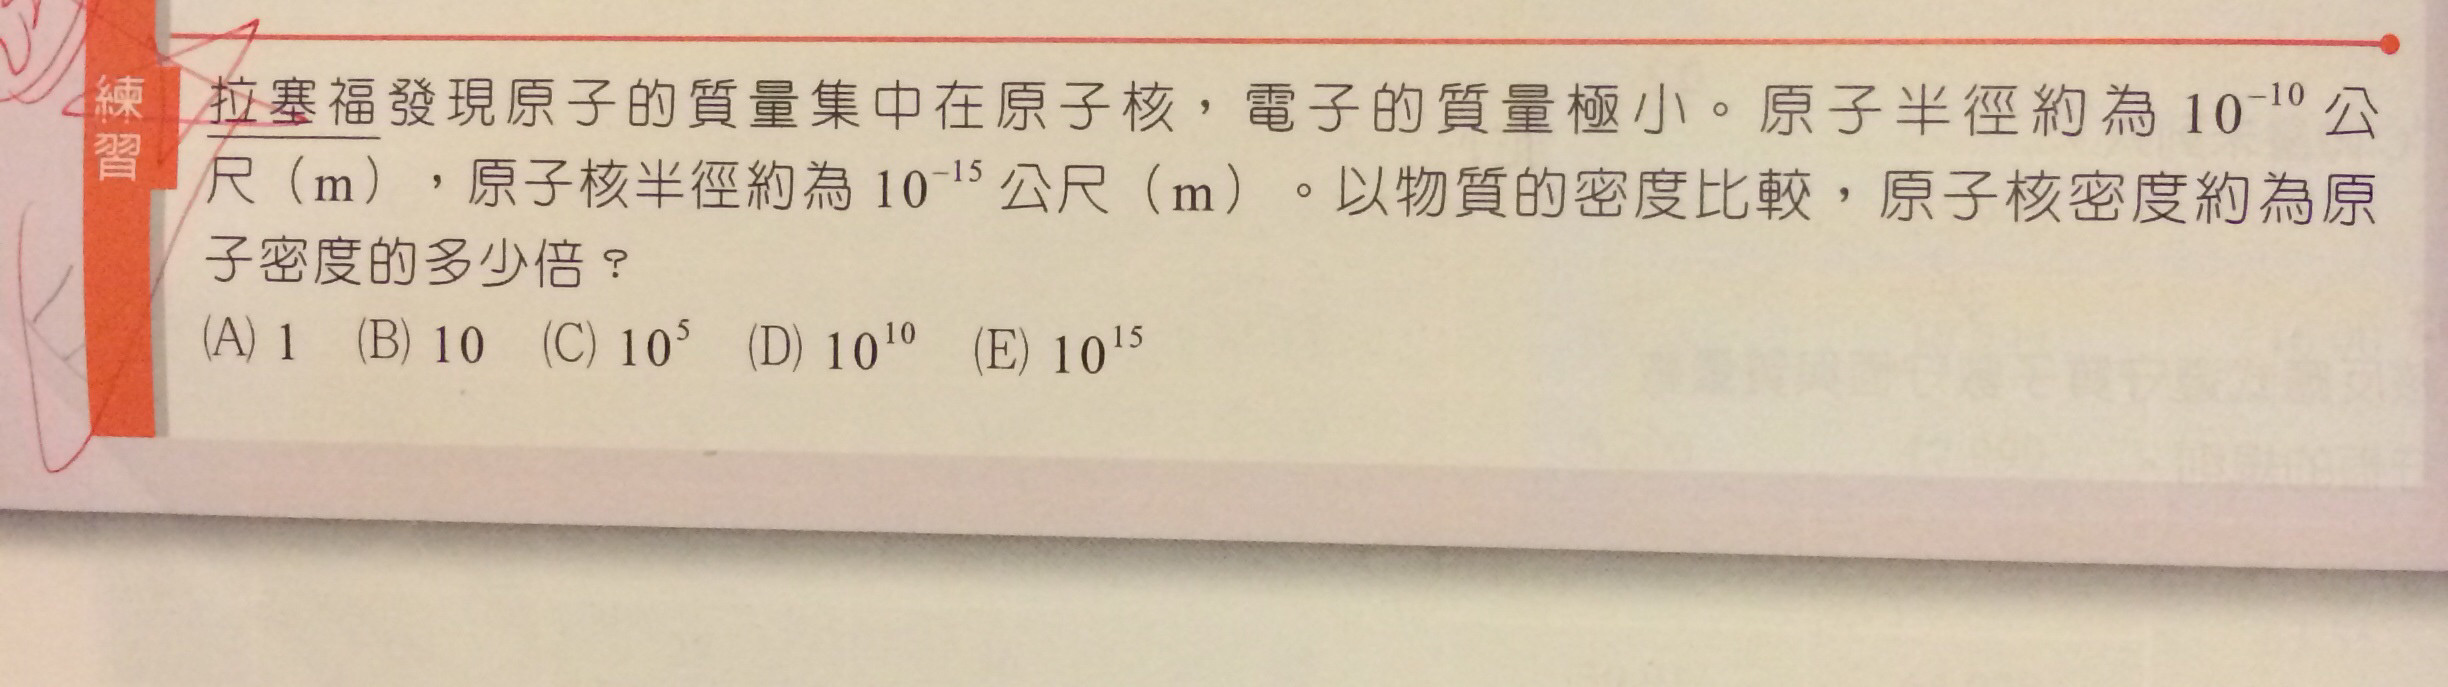 練習
拉塞福發現原子的質量集中在原子核，電子的質量極小。原子半徑約為 10⁻¹⁰ 公
尺（m），原子核半徑約為 10⁻¹⁵ 公尺（m）。以物質的密度比較，原子核密度約為原
子密度的多少倍？
(A) 1 (B) 10 (C) 10⁵ (D) 10¹⁰ (E) 10¹⁵